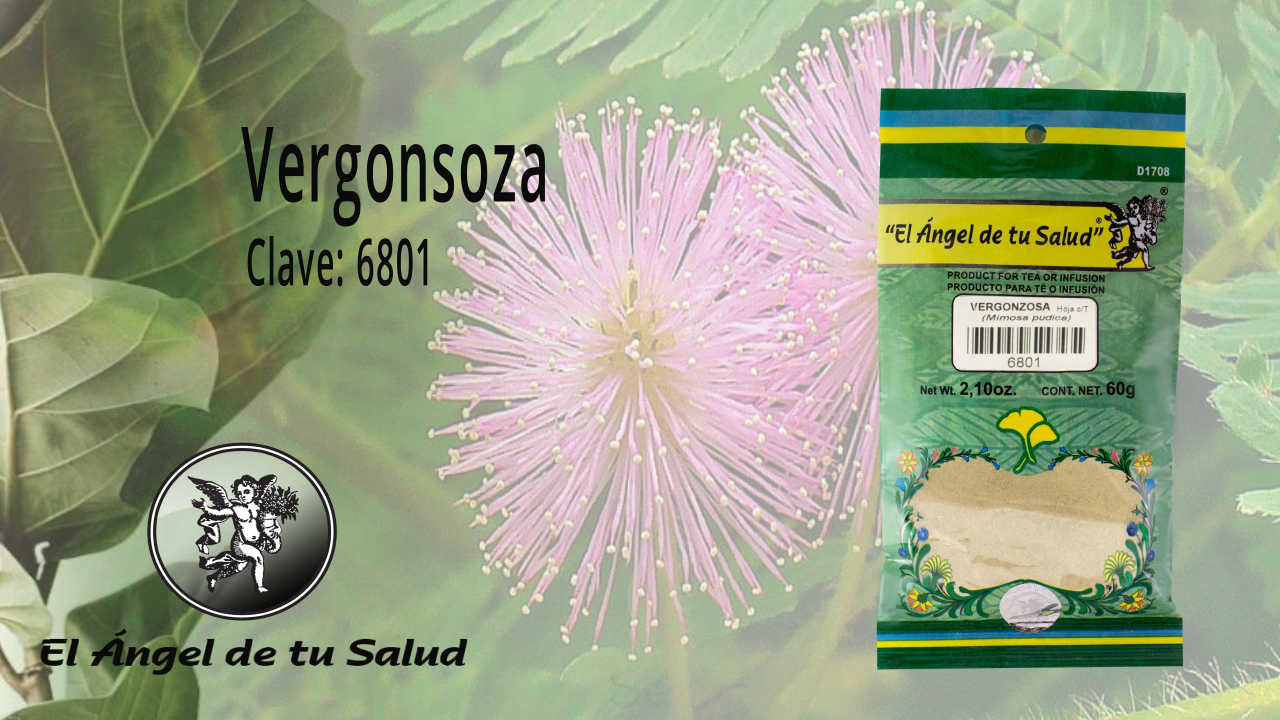 Vergonsoza
Clave: 6801
El Ángel de tu Salud
D1708
®
"El Ángel de tu Salud"®
PRODUCT FOR TEA OR INFUSION
PRODUCTO PARA TÉ O INFUSIÓN
VERGONZOSA Hoja c/T
(Mimosa pudica)
6801
Net Wt. 2,10oz. CONT. NET. 60g